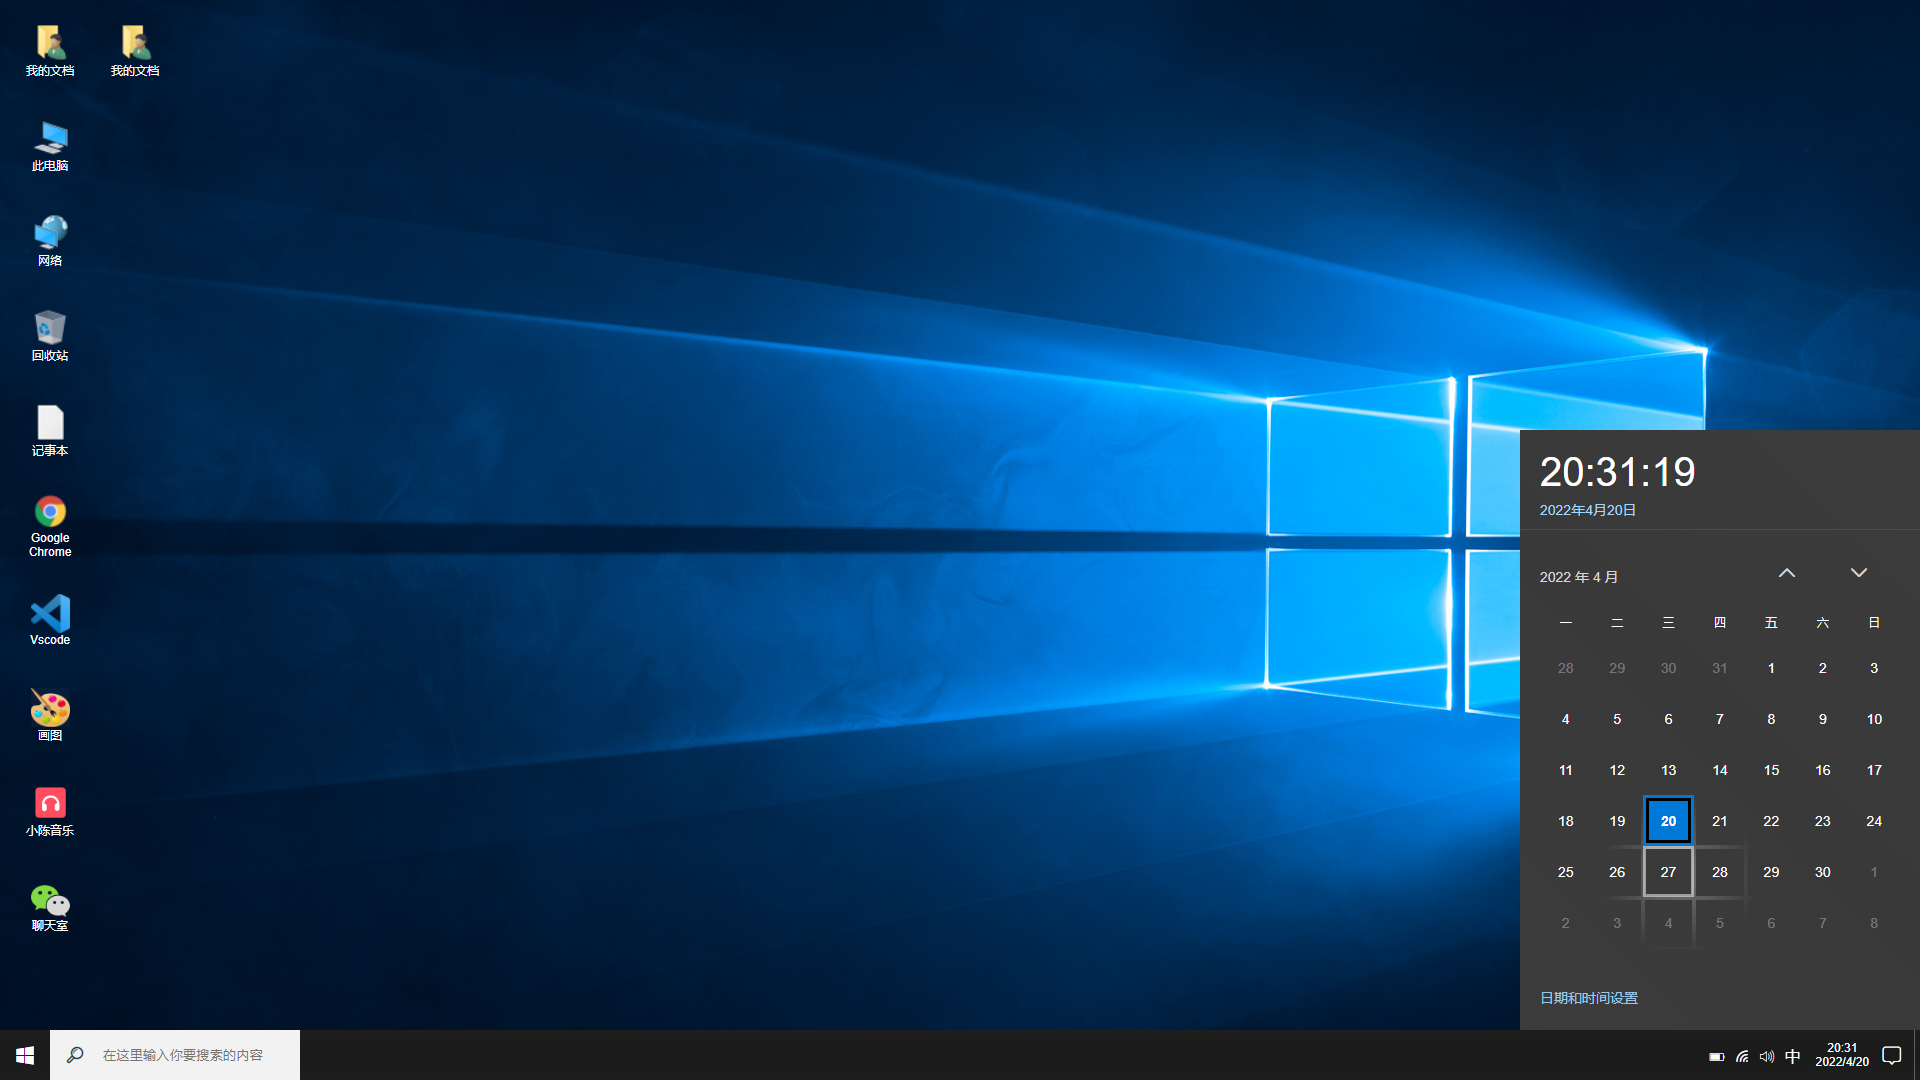 我的文档 我的文档
此电脑
网络
回收站
记事本
Google
Chrome
Vscode
画图
小陈音乐
聊天室
20:31:19
2022年4月20日
2022 年 4 月
一 二 三 四 五 六 日
28 29 30 31 1 2 3
4 5 6 7 8 9 10
11 12 13 14 15 16 17
18 19 20 21 22 23 24
25 26 27 28 29 30 1
2 3 4 5 6 7 8
日期和时间设置
在这里输入你要搜索的内容
中
20:31
2022/4/20